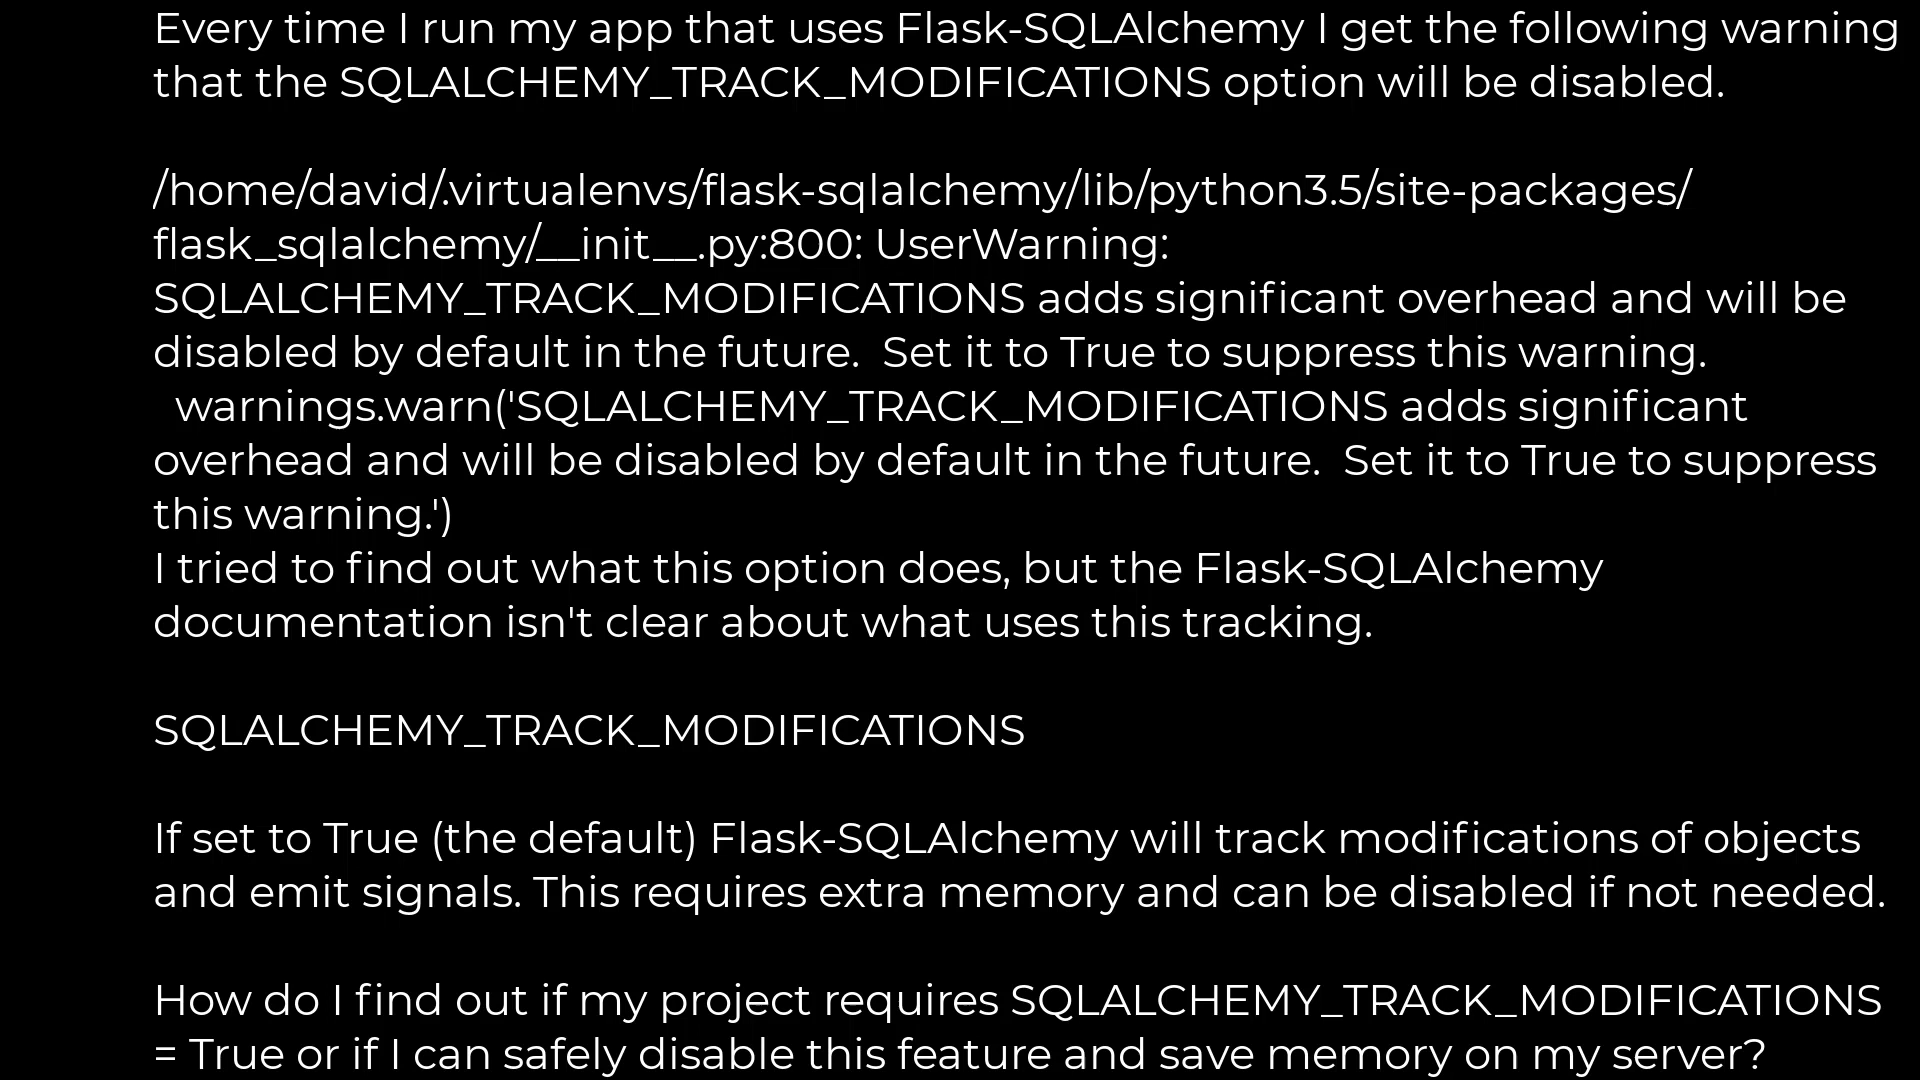 Every time I run my app that uses Flask-SQLAlchemy I get the following warning
that the SQLALCHEMY_TRACK_MODIFICATIONS option will be disabled.
/home/david/.virtualenvs/flask-sqlalchemy/lib/python3.5/site-packages/
flask_sqlalchemy/__init__.py:800: UserWarning:
SQLALCHEMY_TRACK_MODIFICATIONS adds significant overhead and will be
disabled by default in the future.  Set it to True to suppress this warning.
  warnings.warn('SQLALCHEMY_TRACK_MODIFICATIONS adds significant
overhead and will be disabled by default in the future.  Set it to True to suppress
this warning.')
I tried to find out what this option does, but the Flask-SQLAlchemy
documentation isn't clear about what uses this tracking.
SQLALCHEMY_TRACK_MODIFICATIONS
If set to True (the default) Flask-SQLAlchemy will track modifications of objects
and emit signals. This requires extra memory and can be disabled if not needed.
How do I find out if my project requires SQLALCHEMY_TRACK_MODIFICATIONS
= True or if I can safely disable this feature and save memory on my server?